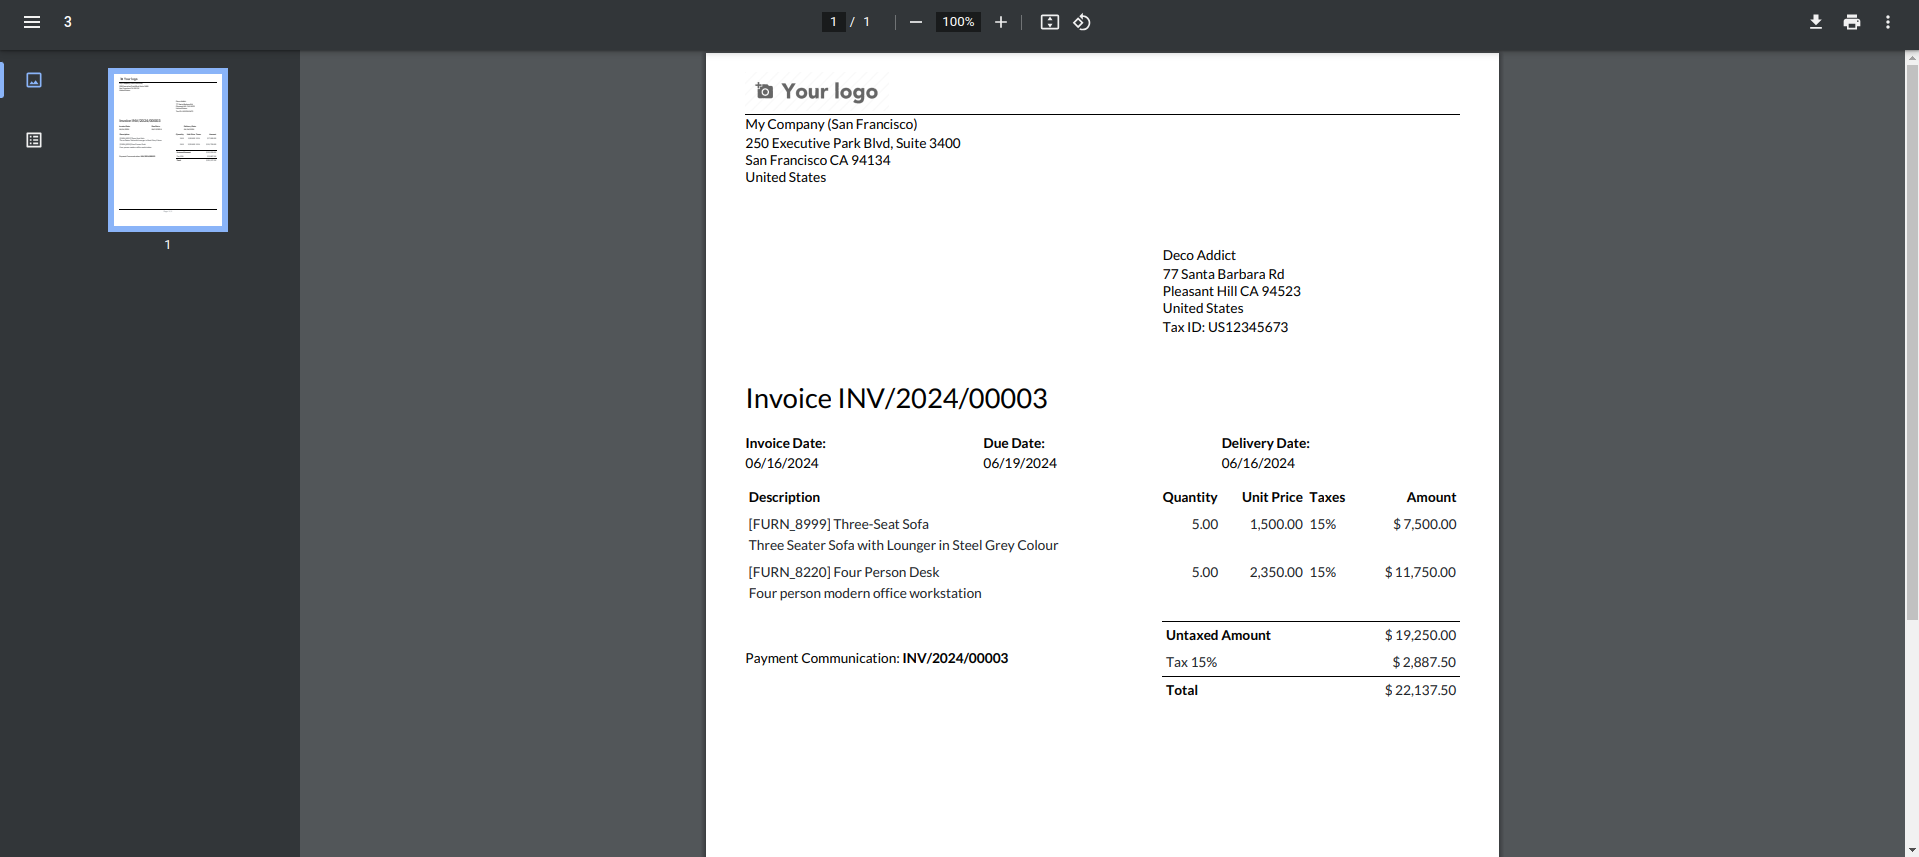 3
1 / 1
100%
1
Your logo
My Company (San Francisco)
250 Executive Park Blvd, Suite 3400
San Francisco CA 94134
United States
Deco Addict
77 Santa Barbara Rd
Pleasant Hill CA 94523
United States
Tax ID: US12345673
Invoice INV/2024/00003
Invoice Date: Due Date: Delivery Date:
06/16/2024 06/19/2024 06/16/2024
Description Quantity Unit Price Taxes Amount
[FURN_8999] Three-Seat Sofa 5.00 1,500.00 15% $ 7,500.00
Three Seater Sofa with Lounger in Steel Grey Colour
[FURN_8220] Four Person Desk 5.00 2,350.00 15% $ 11,750.00
Four person modern office workstation
Untaxed Amount $ 19,250.00
Payment Communication: INV/2024/00003
Tax 15% $ 2,887.50
Total $ 22,137.50